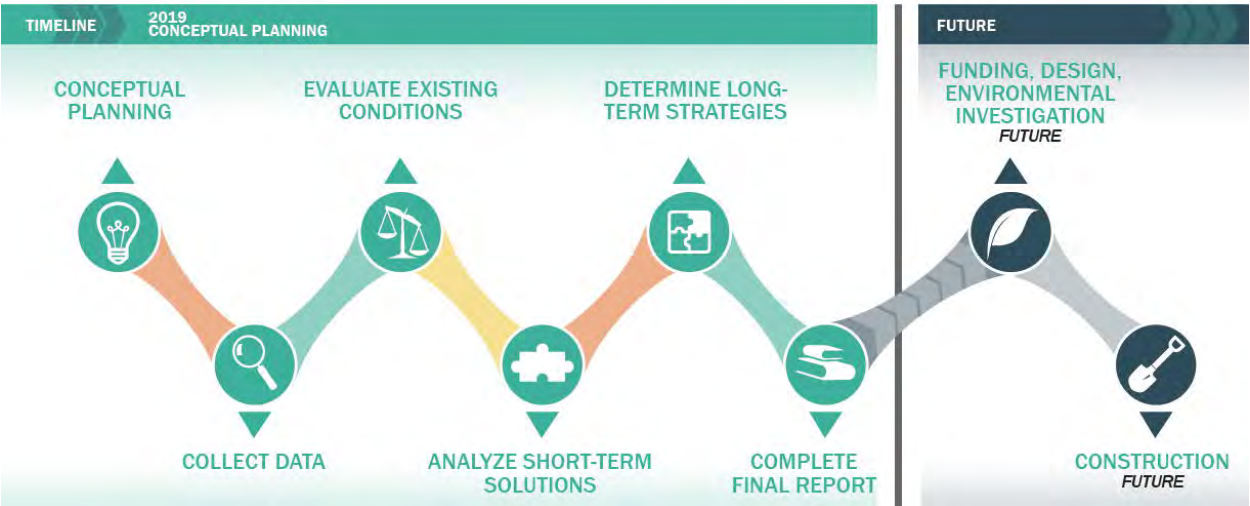 TIMELINE
2019
CONCEPTUAL PLANNING
FUTURE
CONCEPTUAL
PLANNING
EVALUATE EXISTING
CONDITIONS
DETERMINE LONG-
TERM STRATEGIES
FUNDING, DESIGN,
ENVIRONMENTAL
INVESTIGATION
FUTURE
COLLECT DATA
ANALYZE SHORT-TERM
SOLUTIONS
COMPLETE
FINAL REPORT
CONSTRUCTION
FUTURE